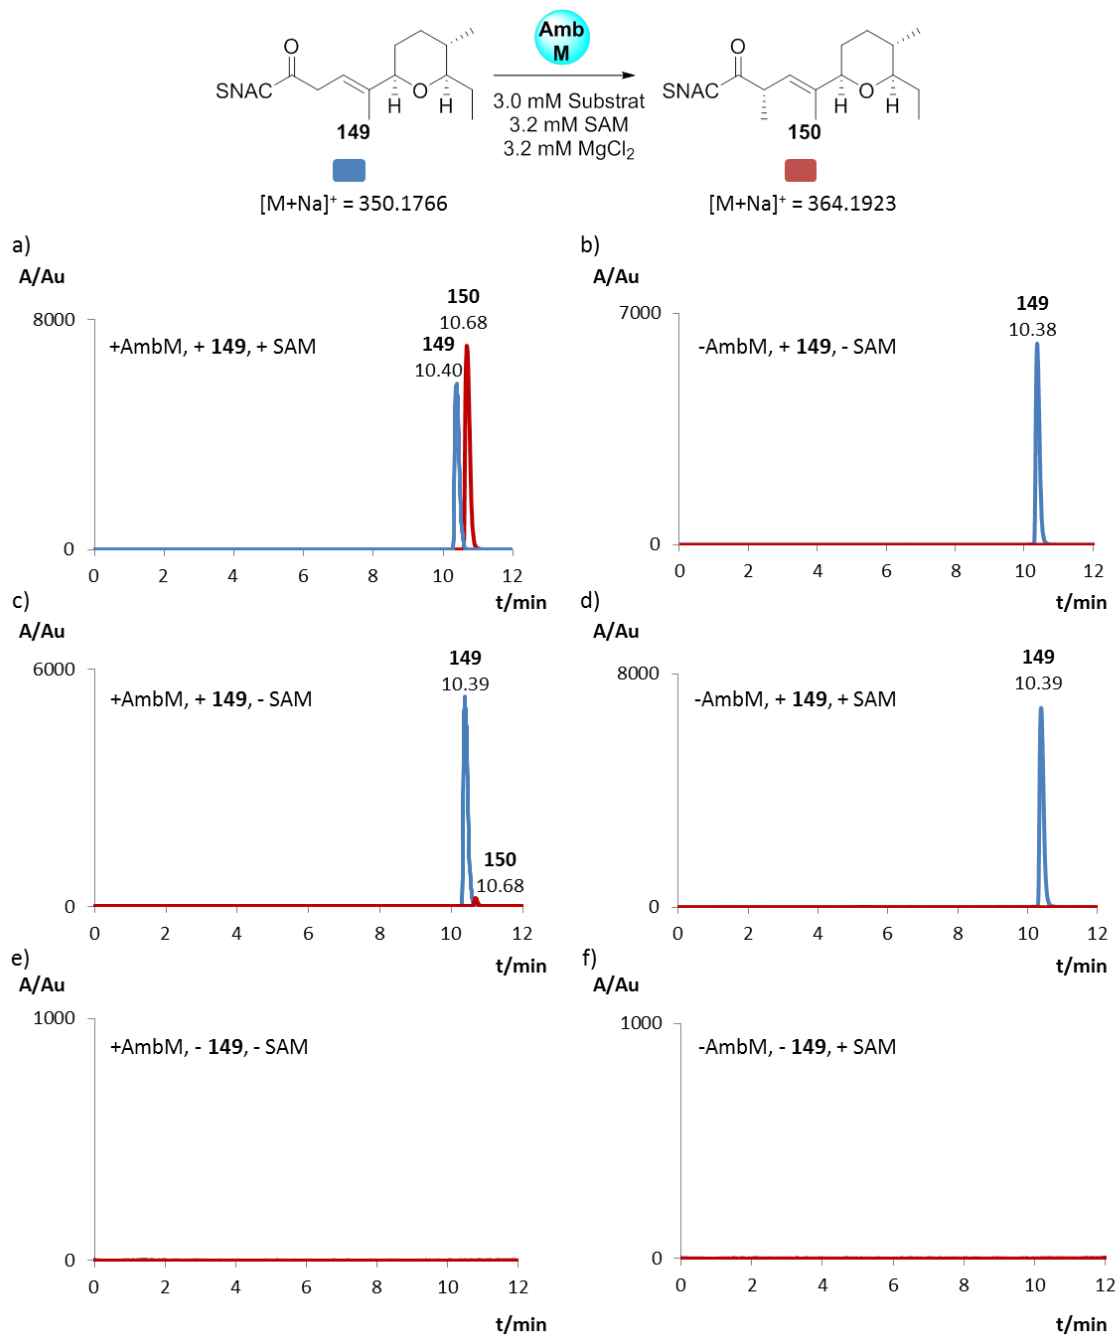 Amb
M
O
SNAC
O
H
H
149
[M+Na]⁺ = 350.1766
3.0 mM Substrat
3.2 mM SAM
3.2 mM MgCl₂
O
SNAC
O
H
H
150
[M+Na]⁺ = 364.1923
a)
A/Au
8000
0
+AmbM, + 149, + SAM
150
10.68
149
10.40
0 2 4 6 8 10 12
t/min
b)
A/Au
7000
0
-AmbM, + 149, - SAM
149
10.38
0 2 4 6 8 10 12
t/min
c)
A/Au
6000
0
+AmbM, + 149, - SAM
149
10.39
150
10.68
0 2 4 6 8 10 12
t/min
d)
A/Au
8000
0
-AmbM, + 149, + SAM
149
10.39
0 2 4 6 8 10 12
t/min
e)
A/Au
1000
0
+AmbM, - 149, - SAM
0 2 4 6 8 10 12
t/min
f)
A/Au
1000
0
-AmbM, - 149, + SAM
0 2 4 6 8 10 12
t/min